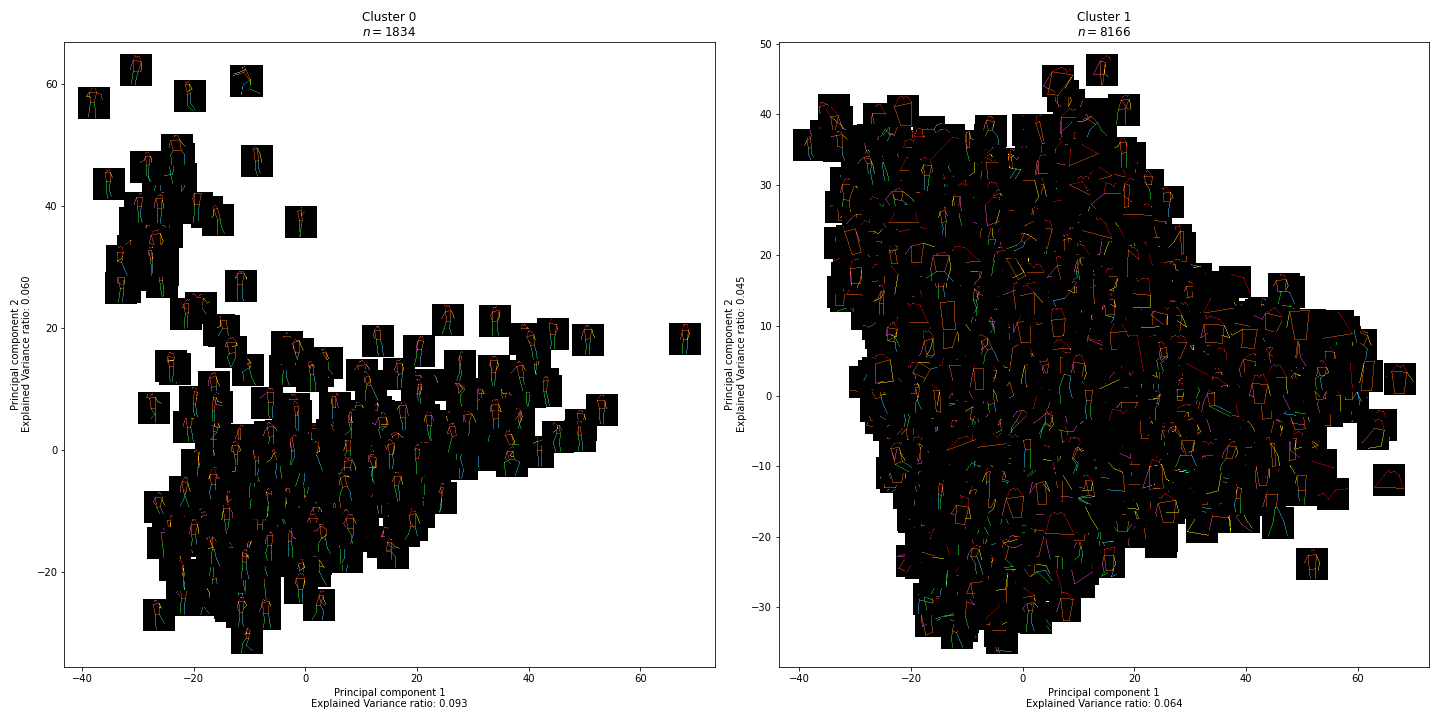 Cluster 0
n = 1834
60
40
20
0
−20
−40
−20
0
20
40
60
Principal component 2
Explained Variance ratio: 0.060
Principal component 1
Explained Variance ratio: 0.093
Cluster 1
n = 8166
50
40
30
20
10
0
−10
−20
−30
−40
−20
0
20
40
60
Principal component 2
Explained Variance ratio: 0.045
Principal component 1
Explained Variance ratio: 0.064